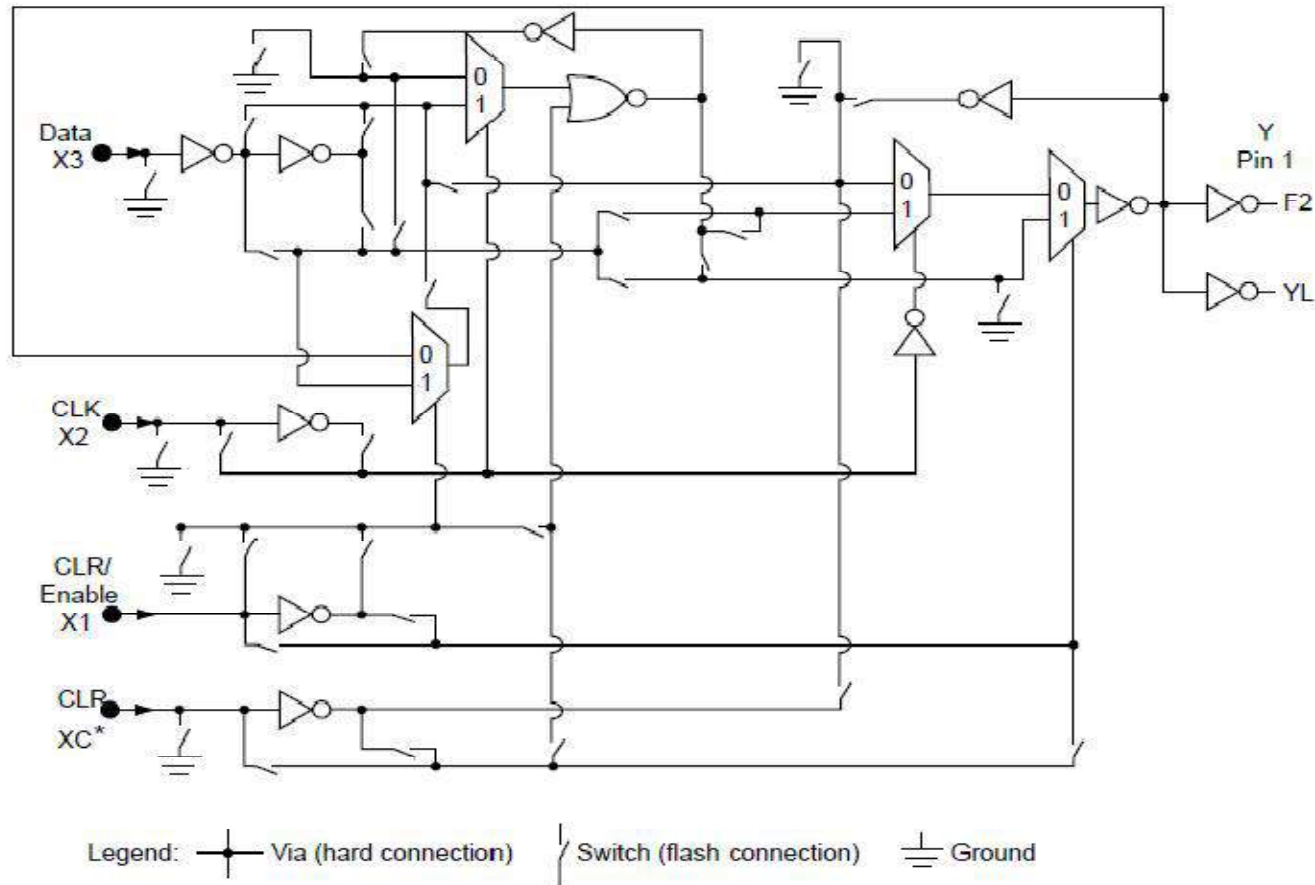 0
1
Data
X3
0
1
0
1
Y
Pin 1
F2
YL
0
1
CLK
X2
CLR/
Enable
X1
CLR
XC*
Legend: Via (hard connection) Switch (flash connection) Ground